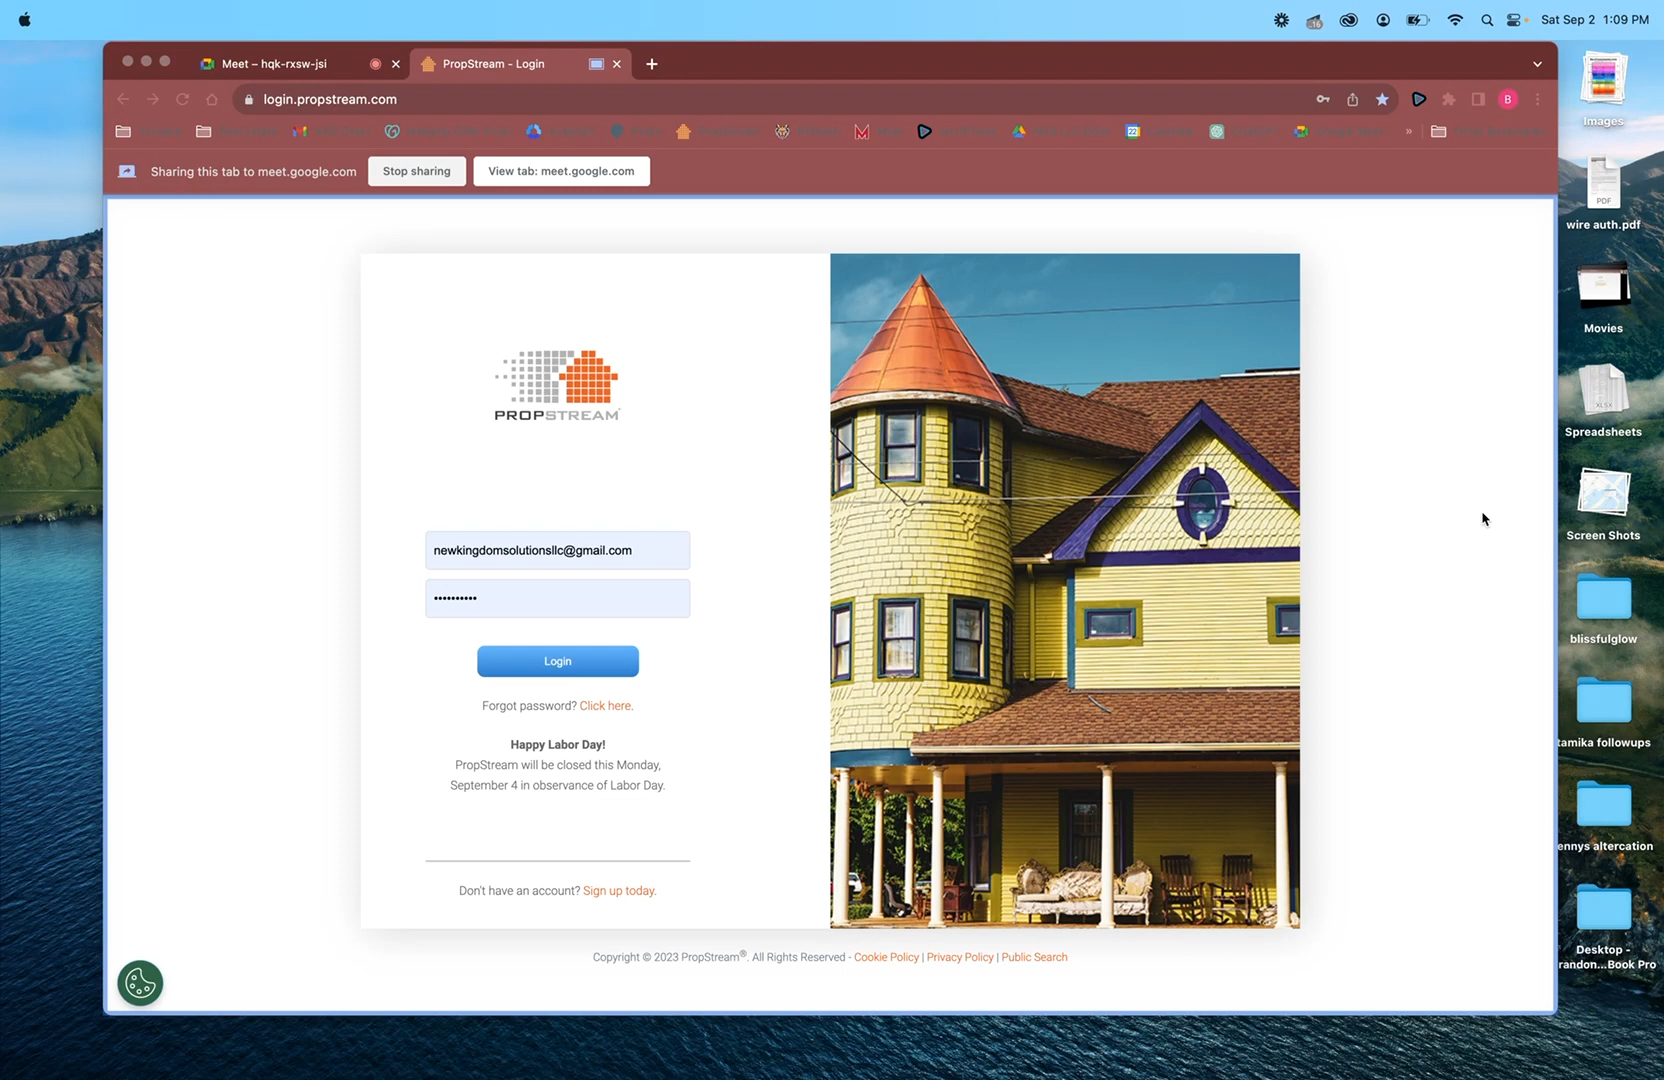 Sat Sep 2 1:09 PM
Meet – hqk-rxsw-jsi
PropStream - Login
login.propstream.com
B
Sharing this tab to meet.google.com
Stop sharing
View tab: meet.google.com
PROPSTREAM
newkingdomsolutionsllc@gmail.com
Login
Forgot password? Click here.
Happy Labor Day!
PropStream will be closed this Monday,
September 4 in observance of Labor Day.
Don't have an account? Sign up today.
Copyright © 2023 PropStream®. All Rights Reserved - Cookie Policy | Privacy Policy | Public Search
Images
PDF
wire auth.pdf
Movies
XLSX
Spreadsheets
Screen Shots
blissfulglow
tamika followups
ennys altercation
Desktop -
randon...Book Pro